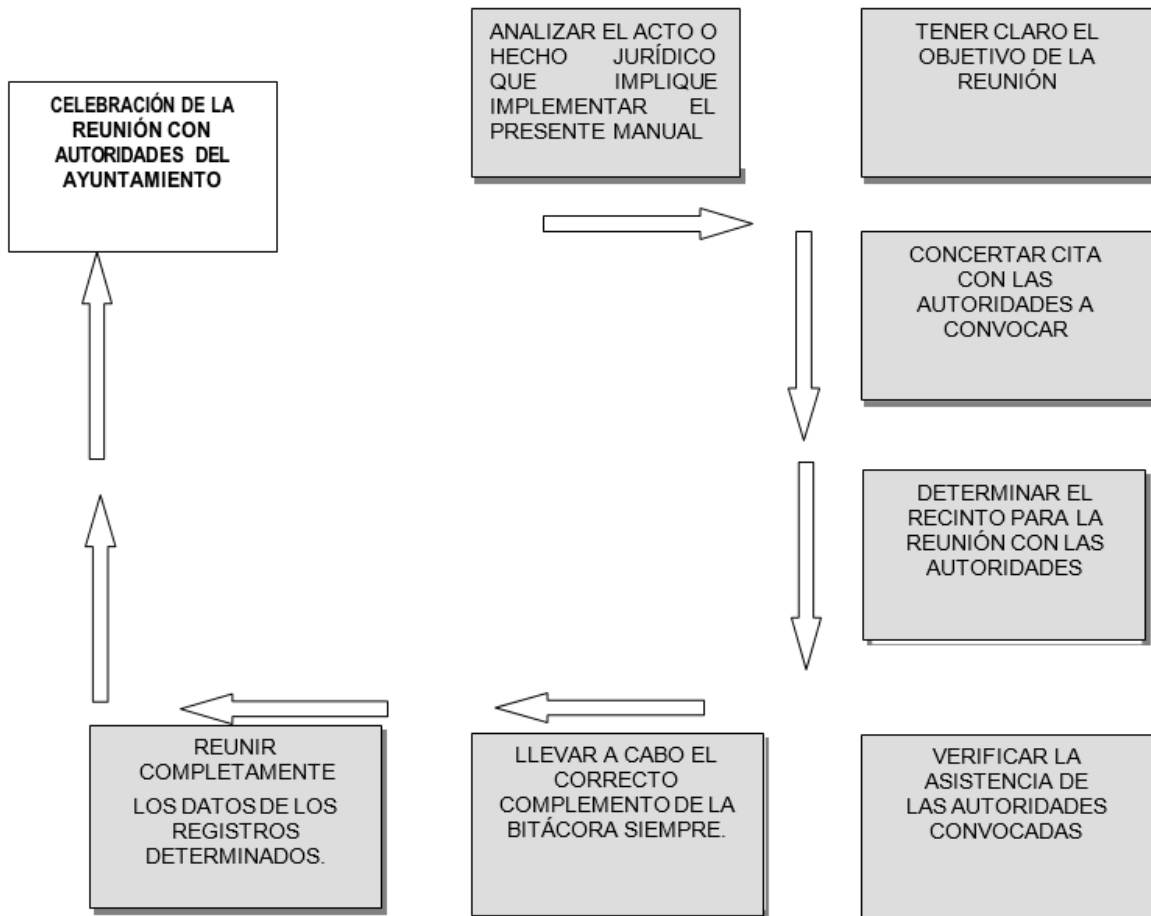 ANALIZAR EL ACTO O
HECHO JURÍDICO
QUE IMPLIQUE
IMPLEMENTAR EL
PRESENTE MANUAL
TENER CLARO EL
OBJETIVO DE LA
REUNIÓN
CONCERTAR CITA
CON LAS
AUTORIDADES A
CONVOCAR
DETERMINAR EL
RECINTO PARA LA
REUNIÓN CON LAS
AUTORIDADES
VERIFICAR LA
ASISTENCIA DE
LAS AUTORIDADES
CONVOCADAS
LLEVAR A CABO EL
CORRECTO
COMPLEMENTO DE LA
BITÁCORA SIEMPRE.
REUNIR
COMPLETAMENTE
LOS DATOS DE LOS
REGISTROS
DETERMINADOS.
CELEBRACIÓN DE LA
REUNIÓN CON
AUTORIDADES DEL
AYUNTAMIENTO